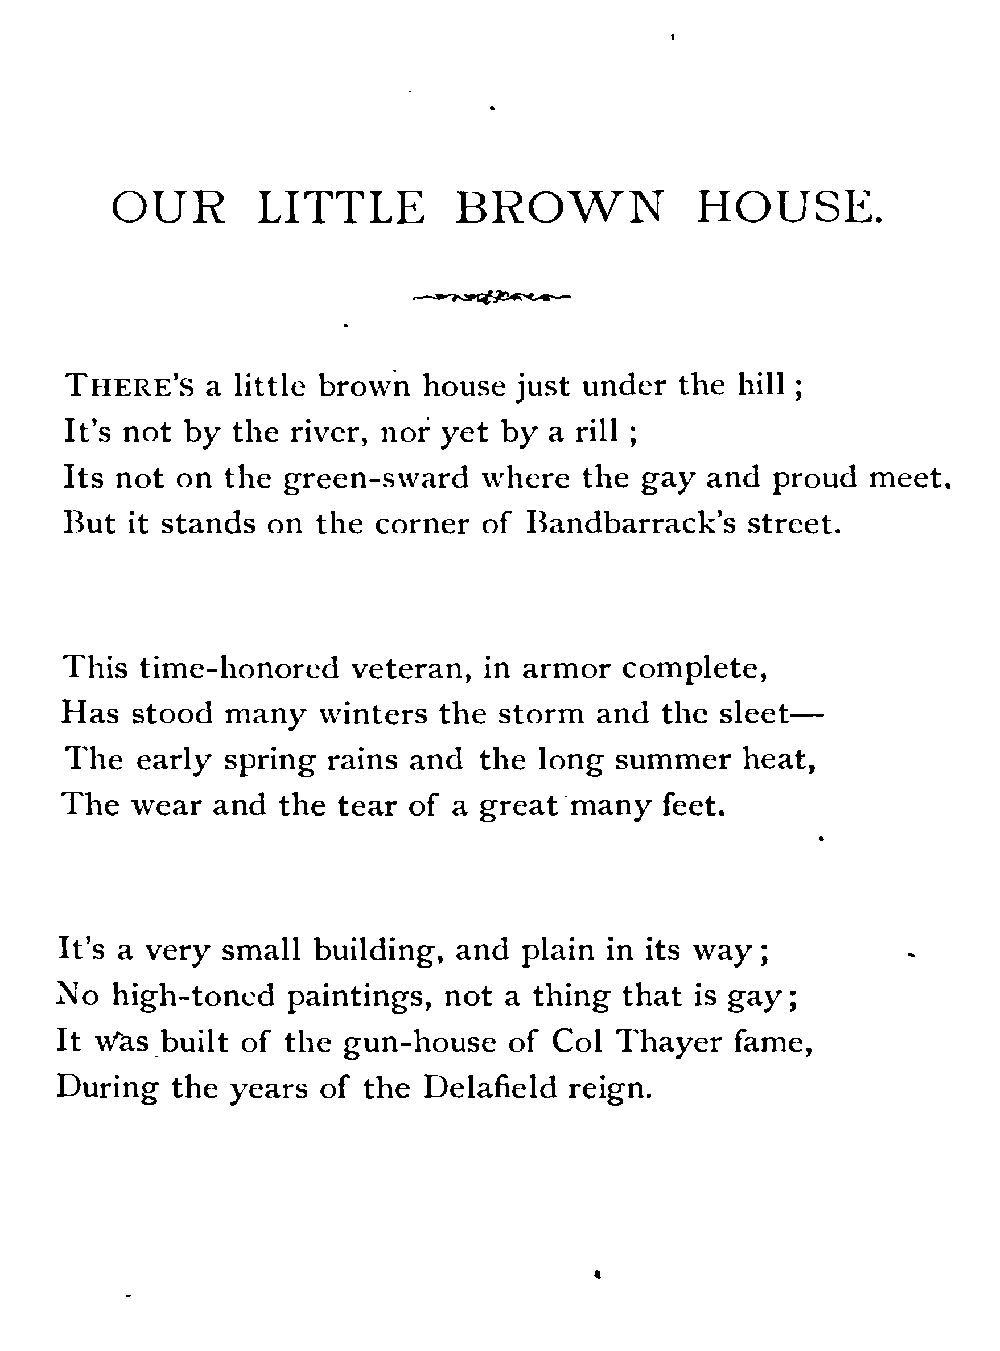 OUR LITTLE BROWN HOUSE.
THERE'S a little brown house just under the hill ;
It's not by the river, nor yet by a rill ;
Its not on the green-sward where the gay and proud meet.
But it stands on the corner of Bandbarrack's street.
This time-honored veteran, in armor complete,
Has stood many winters the storm and the sleet—
The early spring rains and the long summer heat,
The wear and the tear of a great many feet.
It's a very small building, and plain in its way ;
No high-toned paintings, not a thing that is gay ;
It was built of the gun-house of Col Thayer fame,
During the years of the Delafield reign.